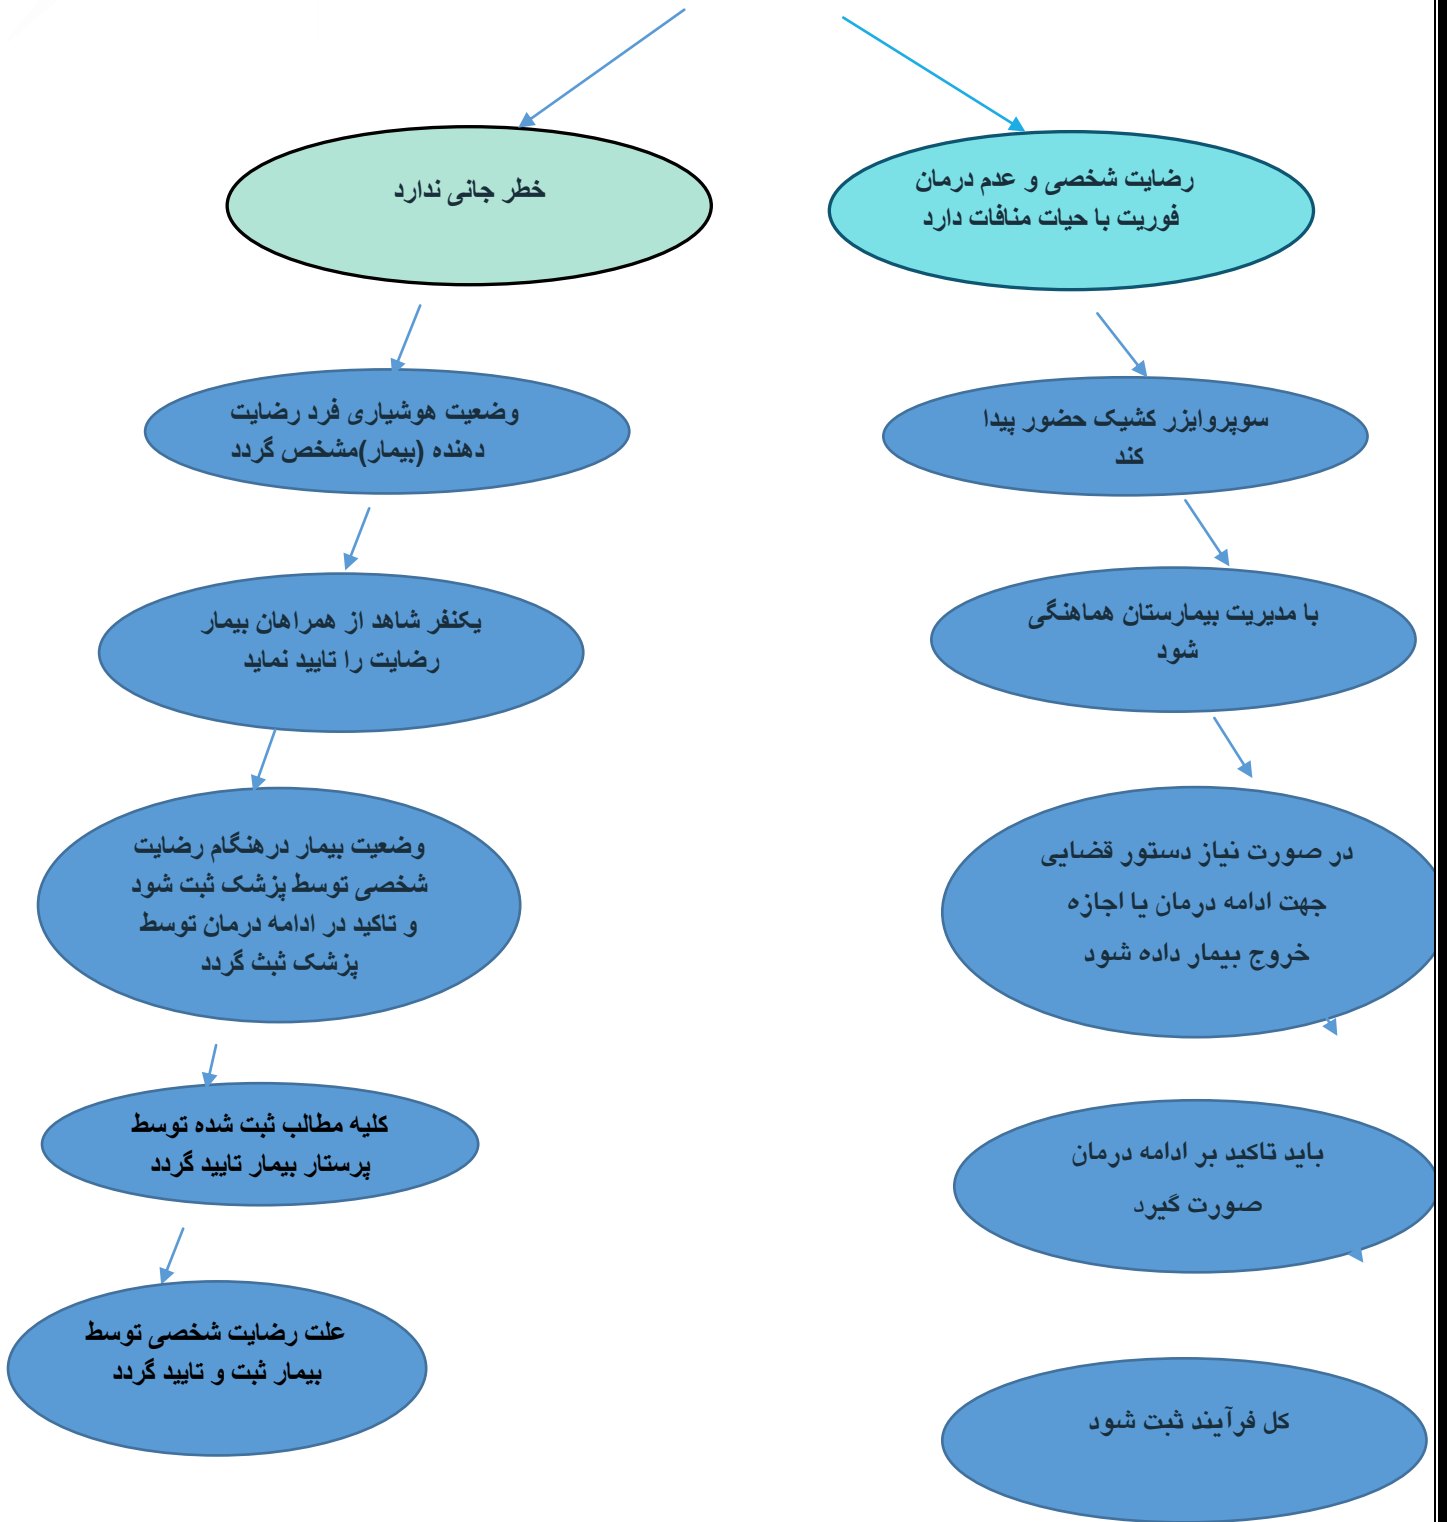 رضایت شخصی و عدم درمان
فوریت با حیات منافات دارد
سوپروایزر کشیک حضور پیدا
کند
با مدیریت بیمارستان هماهنگی
شود
در صورت نیاز دستور قضایی
جهت ادامه درمان یا اجازه
خروج بیمار داده شود
باید تاکید بر ادامه درمان
صورت گیرد
کل فرآیند ثبت شود
خطر جانی ندارد
وضعیت هوشیاری فرد رضایت
دهنده (بیمار)مشخص گردد
یکنفر شاهد از همراهان بیمار
رضایت را تایید نماید
وضعیت بیمار درهنگام رضایت
شخصی توسط پزشک ثبت شود
و تاکید در ادامه درمان توسط
پزشک ثبث گردد
کلیه مطالب ثبت شده توسط
پرستار بیمار تایید گردد
علت رضایت شخصی توسط
بیمار ثبت و تایید گردد